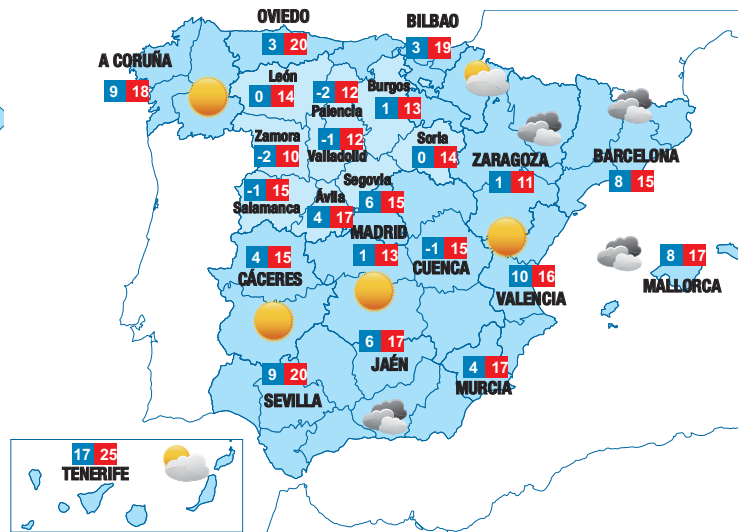 OVIEDO
3 20
BILBAO
3 19
A CORUÑA
9 18
León
0 14
-2 12
Palencia
Burgos
1 13
Zamora
-2 10
-1 12
Valladolid
Soria
0 14
ZARAGOZA
1 11
BARCELONA
8 15
-1 15
Salamanca
Ávila
4 17
Segovia
6 15
MADRID
1 13
-1 15
CUENCA
4 15
CÁCERES
10 16
VALENCIA
8 17
MALLORCA
6 17
JAÉN
4 17
MURCIA
9 20
SEVILLA
17 25
TENERIFE